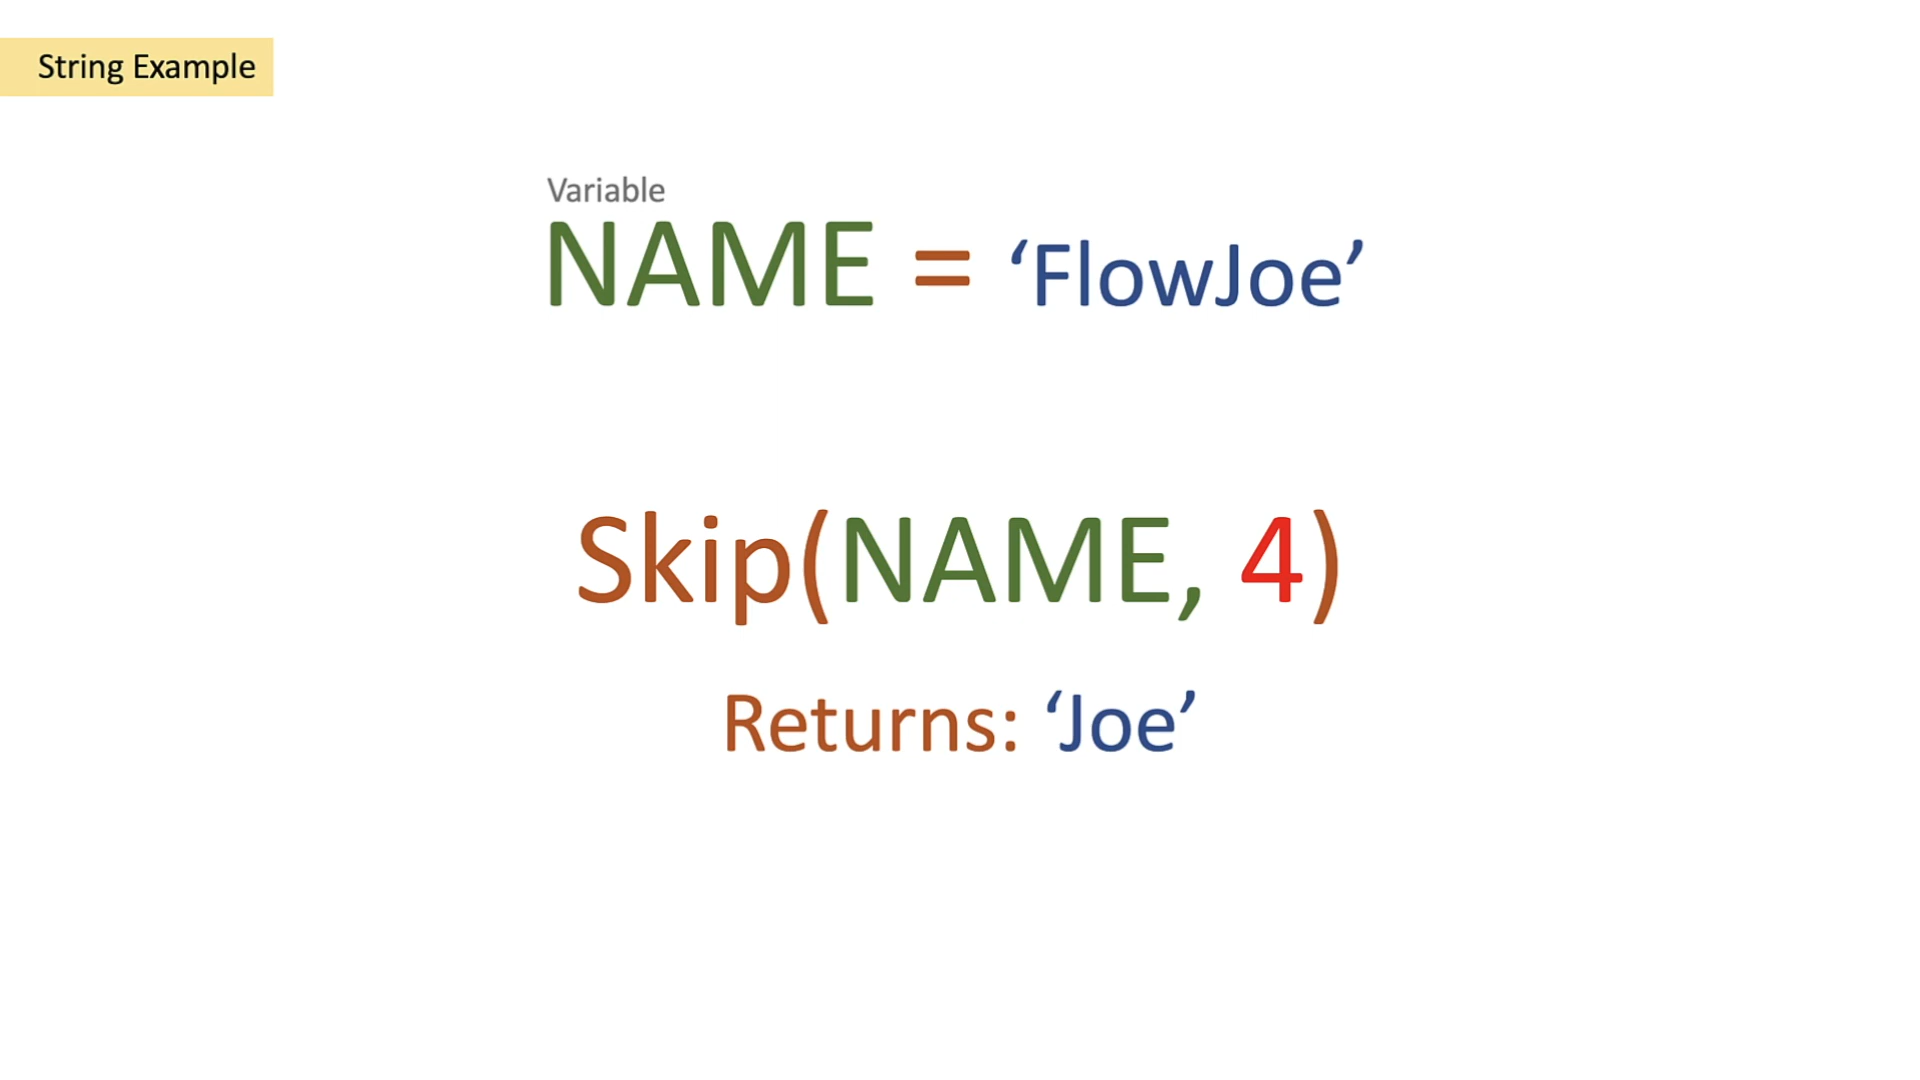 String Example
Variable
NAME = ‘FlowJoe’
Skip(NAME, 4)
Returns: ‘Joe’